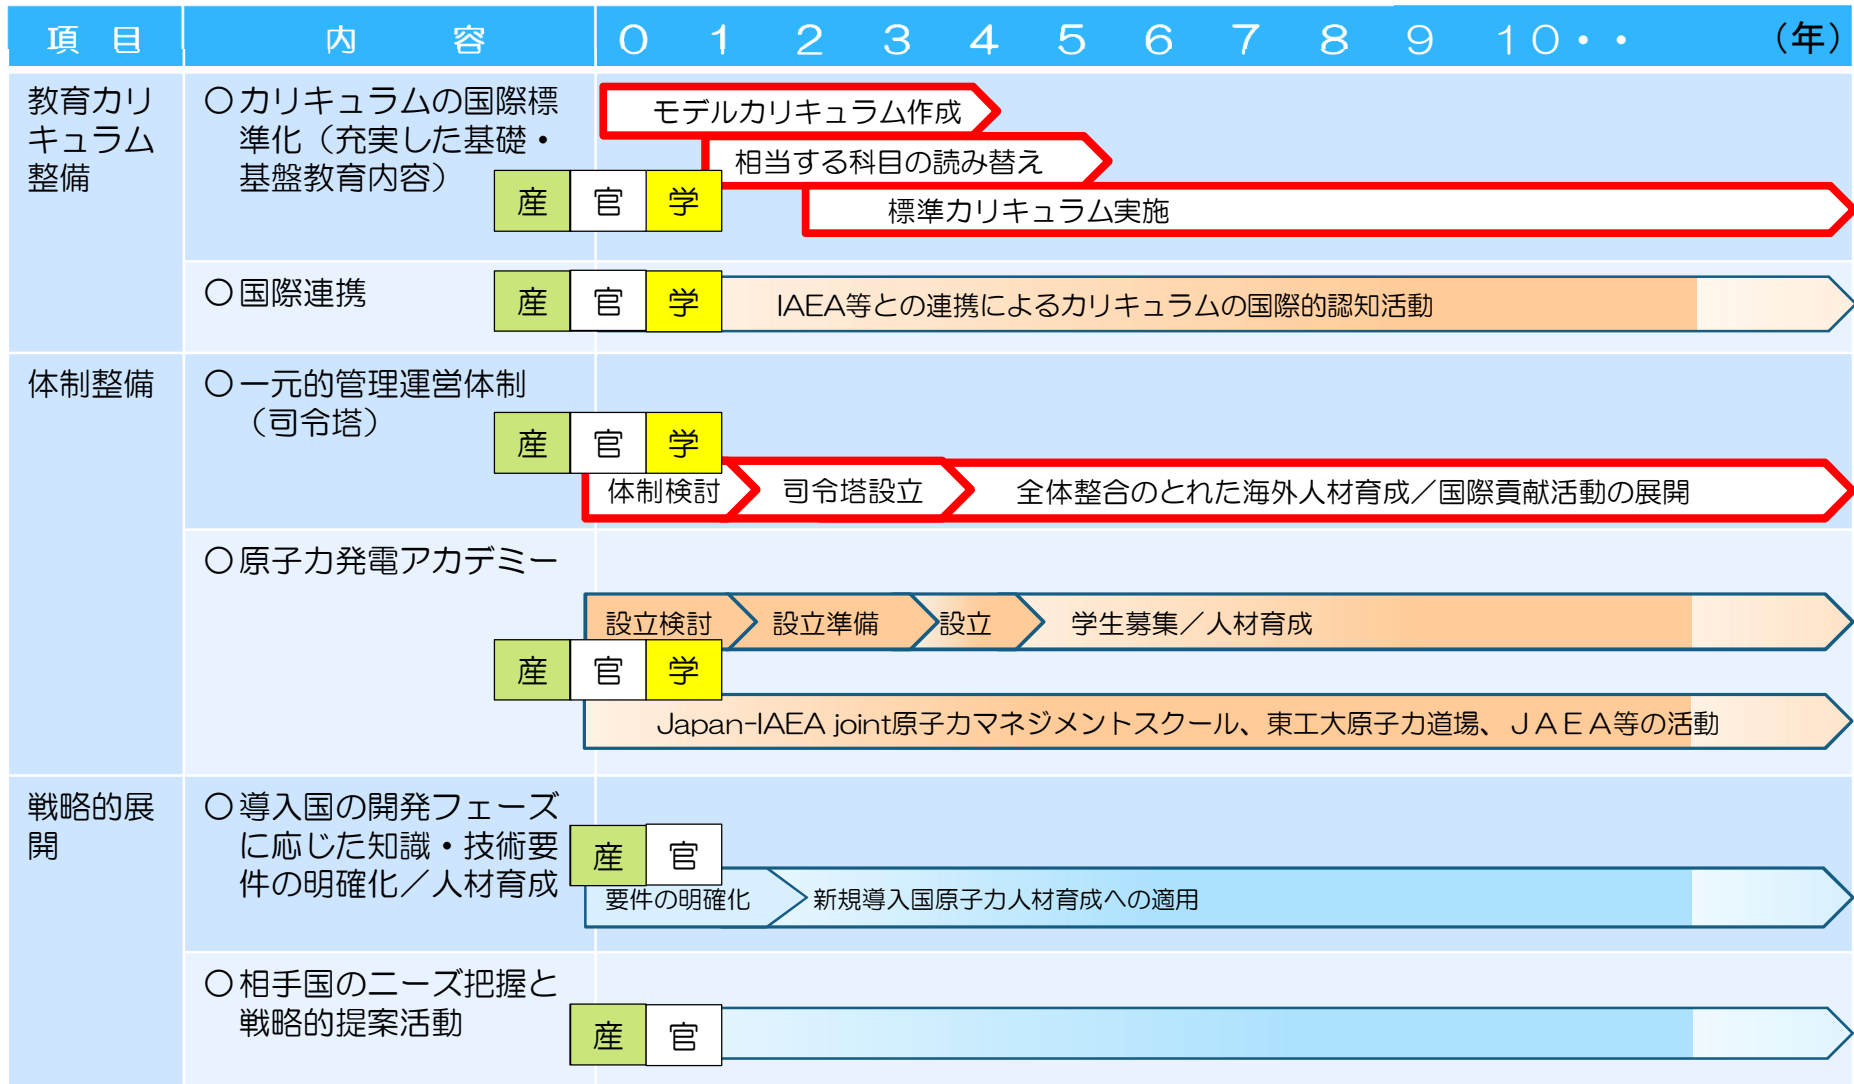 項 目 内 容 0 1 2 3 4 5 6 7 8 9 10・・ (年)
教育カリ
キュラム
整備
○カリキュラムの国際標
準化（充実した基礎・
基盤教育内容）
産 官 学
モデルカリキュラム作成
相当する科目の読み替え
標準カリキュラム実施
○国際連携
産 官 学
IAEA等との連携によるカリキュラムの国際的認知活動
体制整備
○一元的管理運営体制
（司令塔）
産 官 学
体制検討 司令塔設立 全体整合のとれた海外人材育成／国際貢献活動の展開
○原子力発電アカデミー
設立検討 設立準備 設立 学生募集／人材育成
産 官 学
Japan-IAEA joint原子力マネジメントスクール、東工大原子力道場、ＪＡＥＡ等の活動
戦略的展
開
○導入国の開発フェーズ
に応じた知識・技術要
件の明確化／人材育成
産 官
要件の明確化 新規導入国原子力人材育成への適用
○相手国のニーズ把握と
戦略的提案活動
産 官